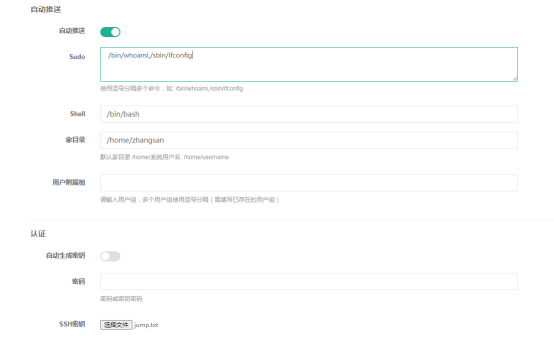 自动推送
自动推送
Sudo
/bin/whoami,/sbin/ifconfig
使用逗号分隔多个命令，如: /bin/whoami,/sbin/ifconfig
Shell
/bin/bash
家目录
/home/zhangsan
默认家目录 /home/系统用户名: /home/username
用户附属组
请输入用户组，多个用户组使用逗号分隔（需填写已存在的用户组）
认证
自动生成密钥
密码
密码或密钥密码
SSH密钥
选择文件 jump.txt